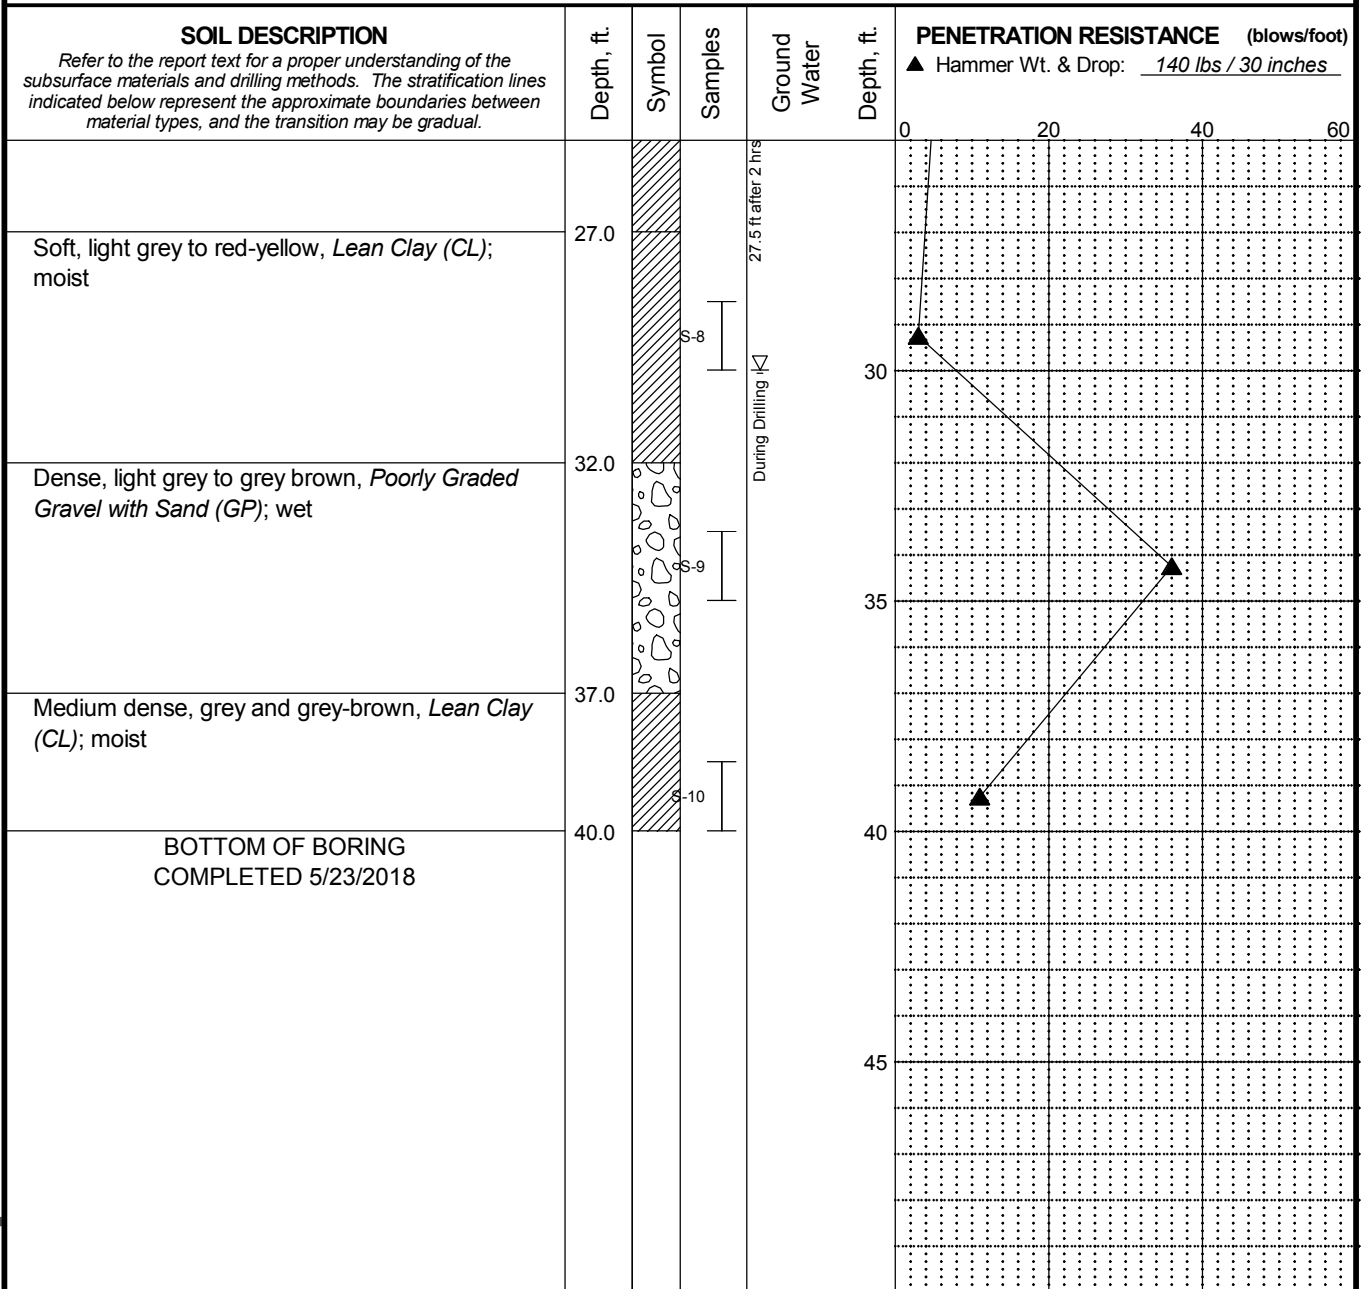 SOIL DESCRIPTION
Refer to the report text for a proper understanding of the
subsurface materials and drilling methods. The stratification lines
indicated below represent the approximate boundaries between
material types, and the transition may be gradual.
Depth, ft.
Symbol
Samples
Ground
Water
Depth, ft.
PENETRATION RESISTANCE (blows/foot)
▲ Hammer Wt. & Drop: 140 lbs / 30 inches
0 20 40 60
27.5 ft after 2 hrs
27.0
Soft, light grey to red-yellow, Lean Clay (CL);
moist
S-8
During Drilling
30
32.0
Dense, light grey to grey brown, Poorly Graded
Gravel with Sand (GP); wet
S-9
35
37.0
Medium dense, grey and grey-brown, Lean Clay
(CL); moist
S-10
40.0
40
BOTTOM OF BORING
COMPLETED 5/23/2018
45